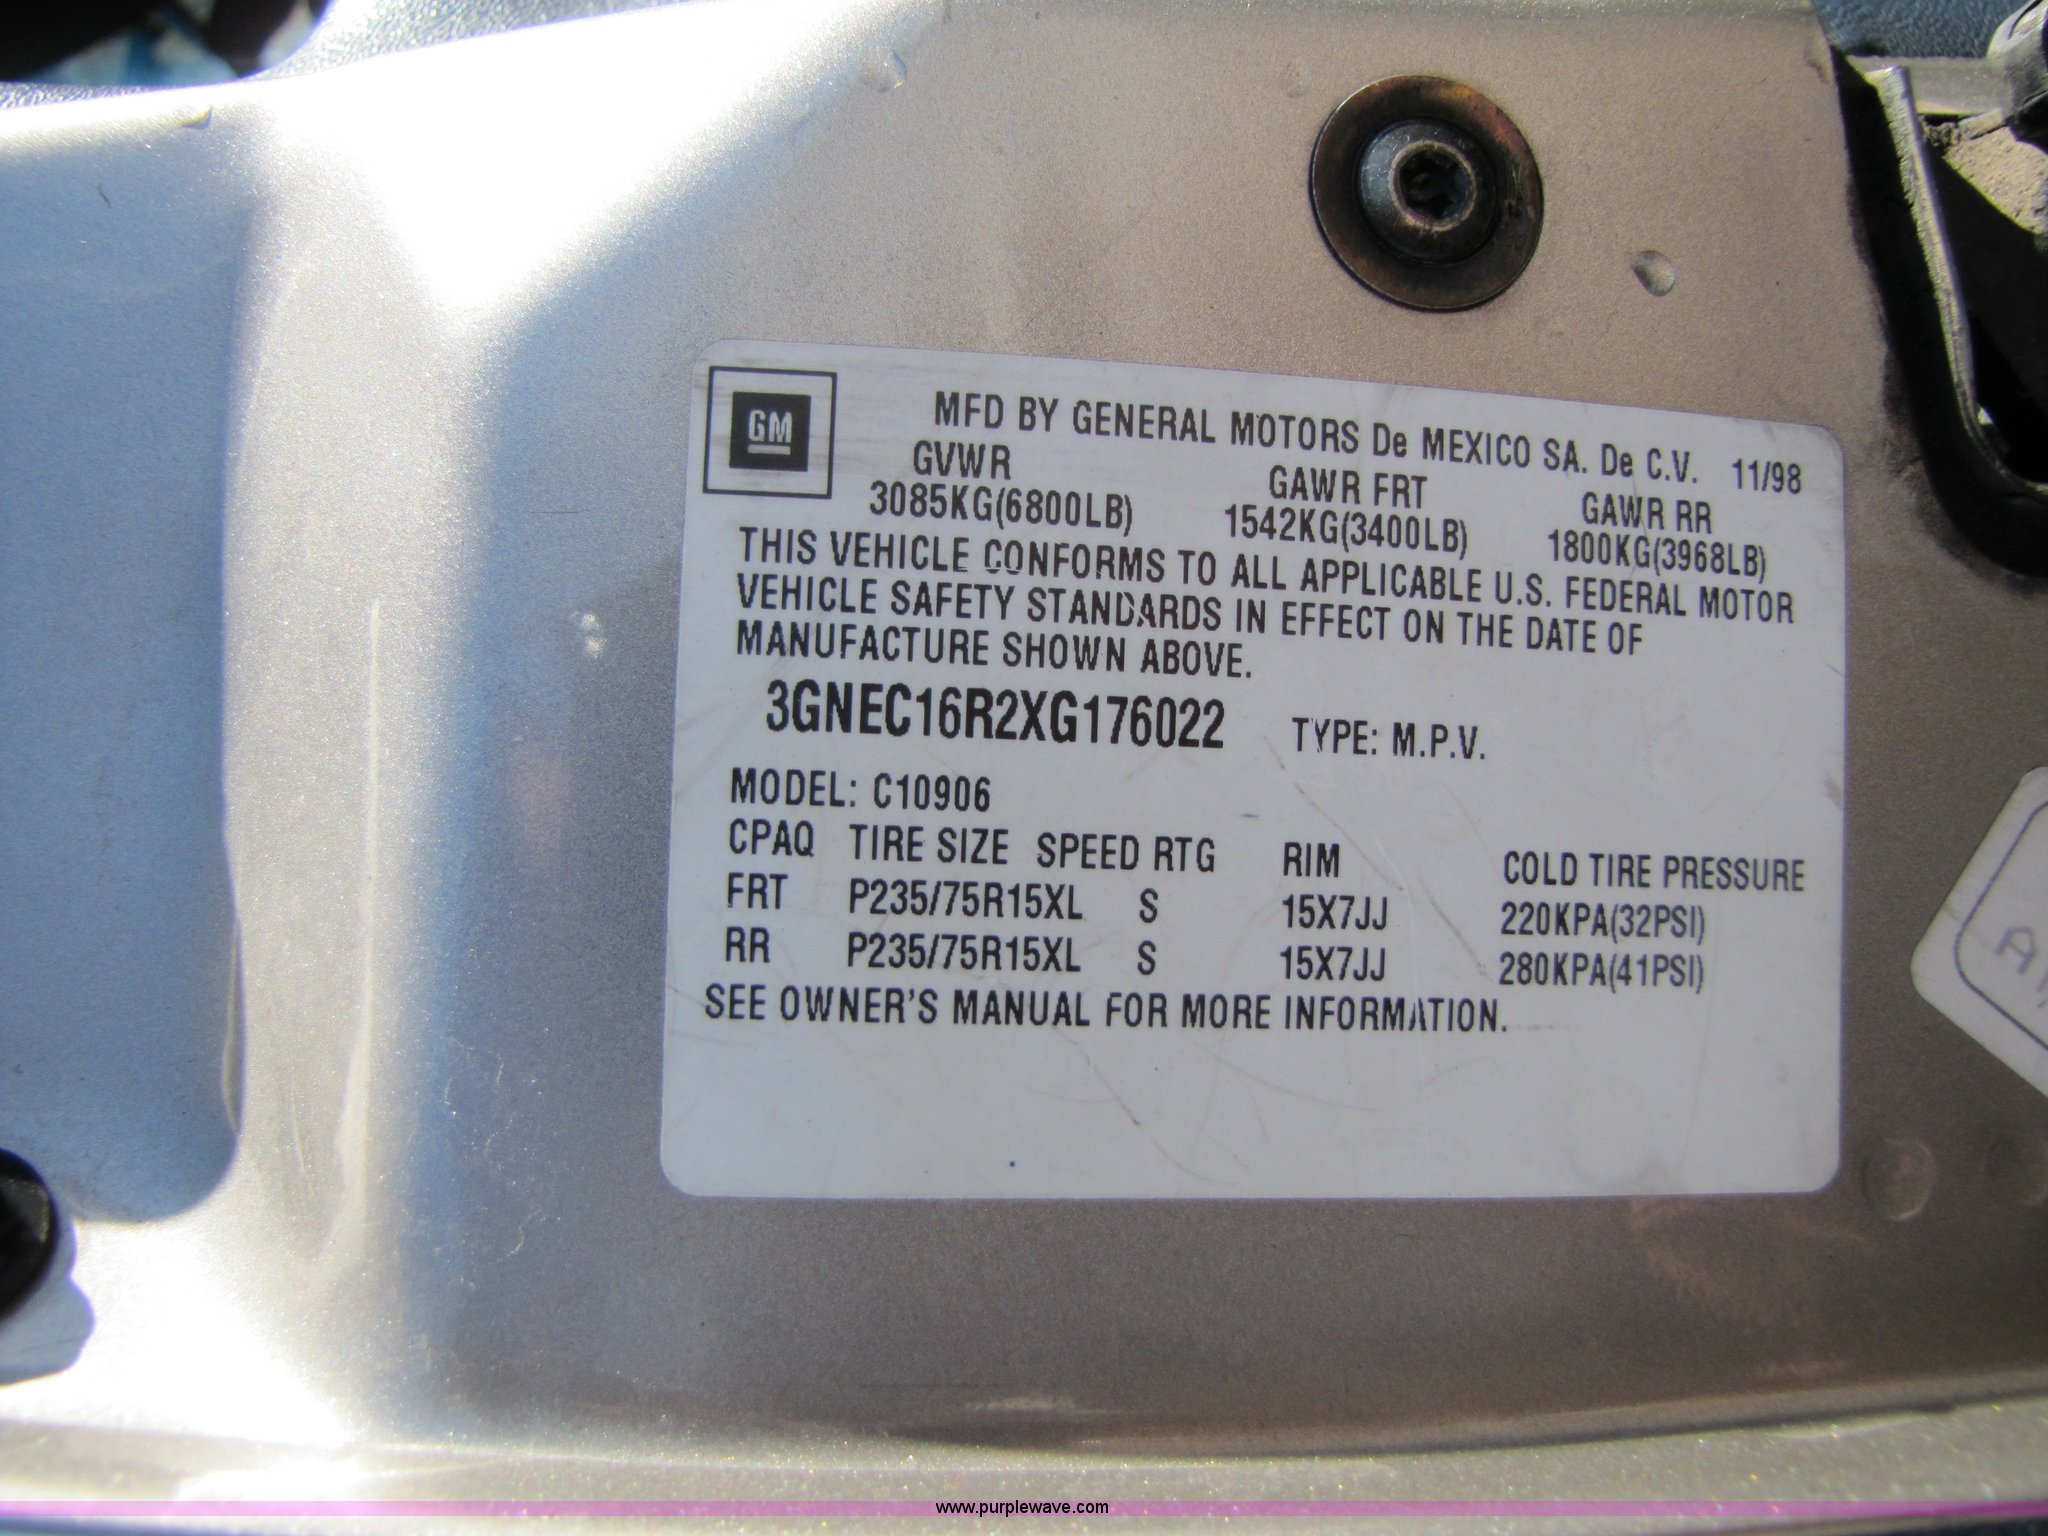 GM
MFD BY GENERAL MOTORS De MEXICO SA. De C.V. 11/98
GVWR GAWR FRT GAWR RR
3085KG(6800LB) 1542KG(3400LB) 1800KG(3968LB)
THIS VEHICLE CONFORMS TO ALL APPLICABLE U.S. FEDERAL MOTOR
VEHICLE SAFETY STANDARDS IN EFFECT ON THE DATE OF
MANUFACTURE SHOWN ABOVE.
3GNEC16R2XG176022 TYPE: M.P.V.
MODEL: C10906
CPAQ TIRE SIZE SPEED RTG RIM COLD TIRE PRESSURE
FRT P235/75R15XL S 15X7JJ 220KPA(32PSI)
RR P235/75R15XL S 15X7JJ 280KPA(41PSI)
SEE OWNER'S MANUAL FOR MORE INFORMATION.
www.purplewave.com